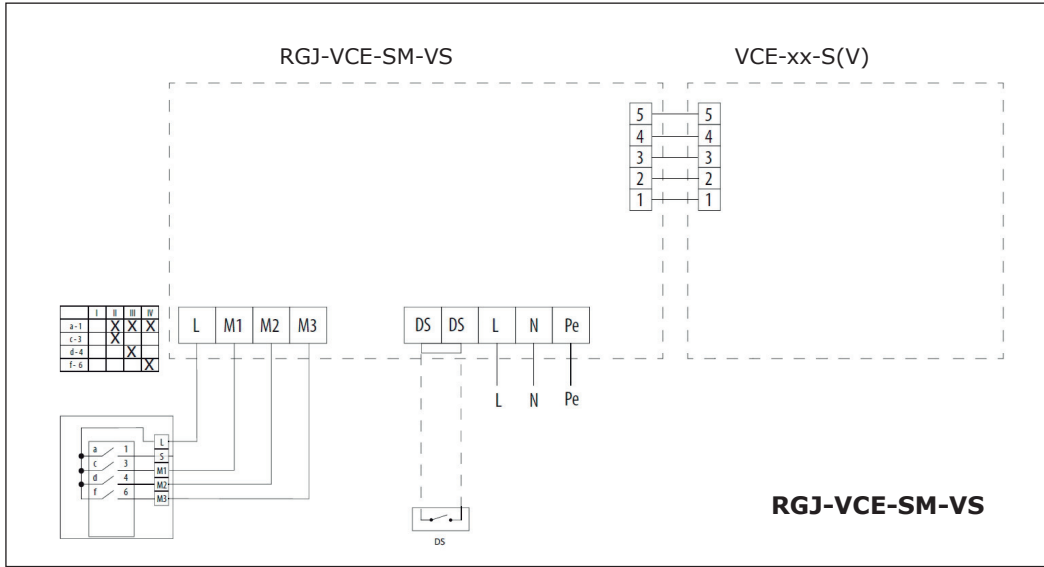 RGJ-VCE-SM-VS VCE-xx-S(V)
5 5
4 4
3 3
2 2
1 1
I II III IV
a-1 X X X
c-3 X
d-4 X
f-6 X
L M1 M2 M3 DS DS L N Pe
L N Pe
L
a 1 S
c 3 M1
d 4 M2
f 6 M3
DS
RGJ-VCE-SM-VS